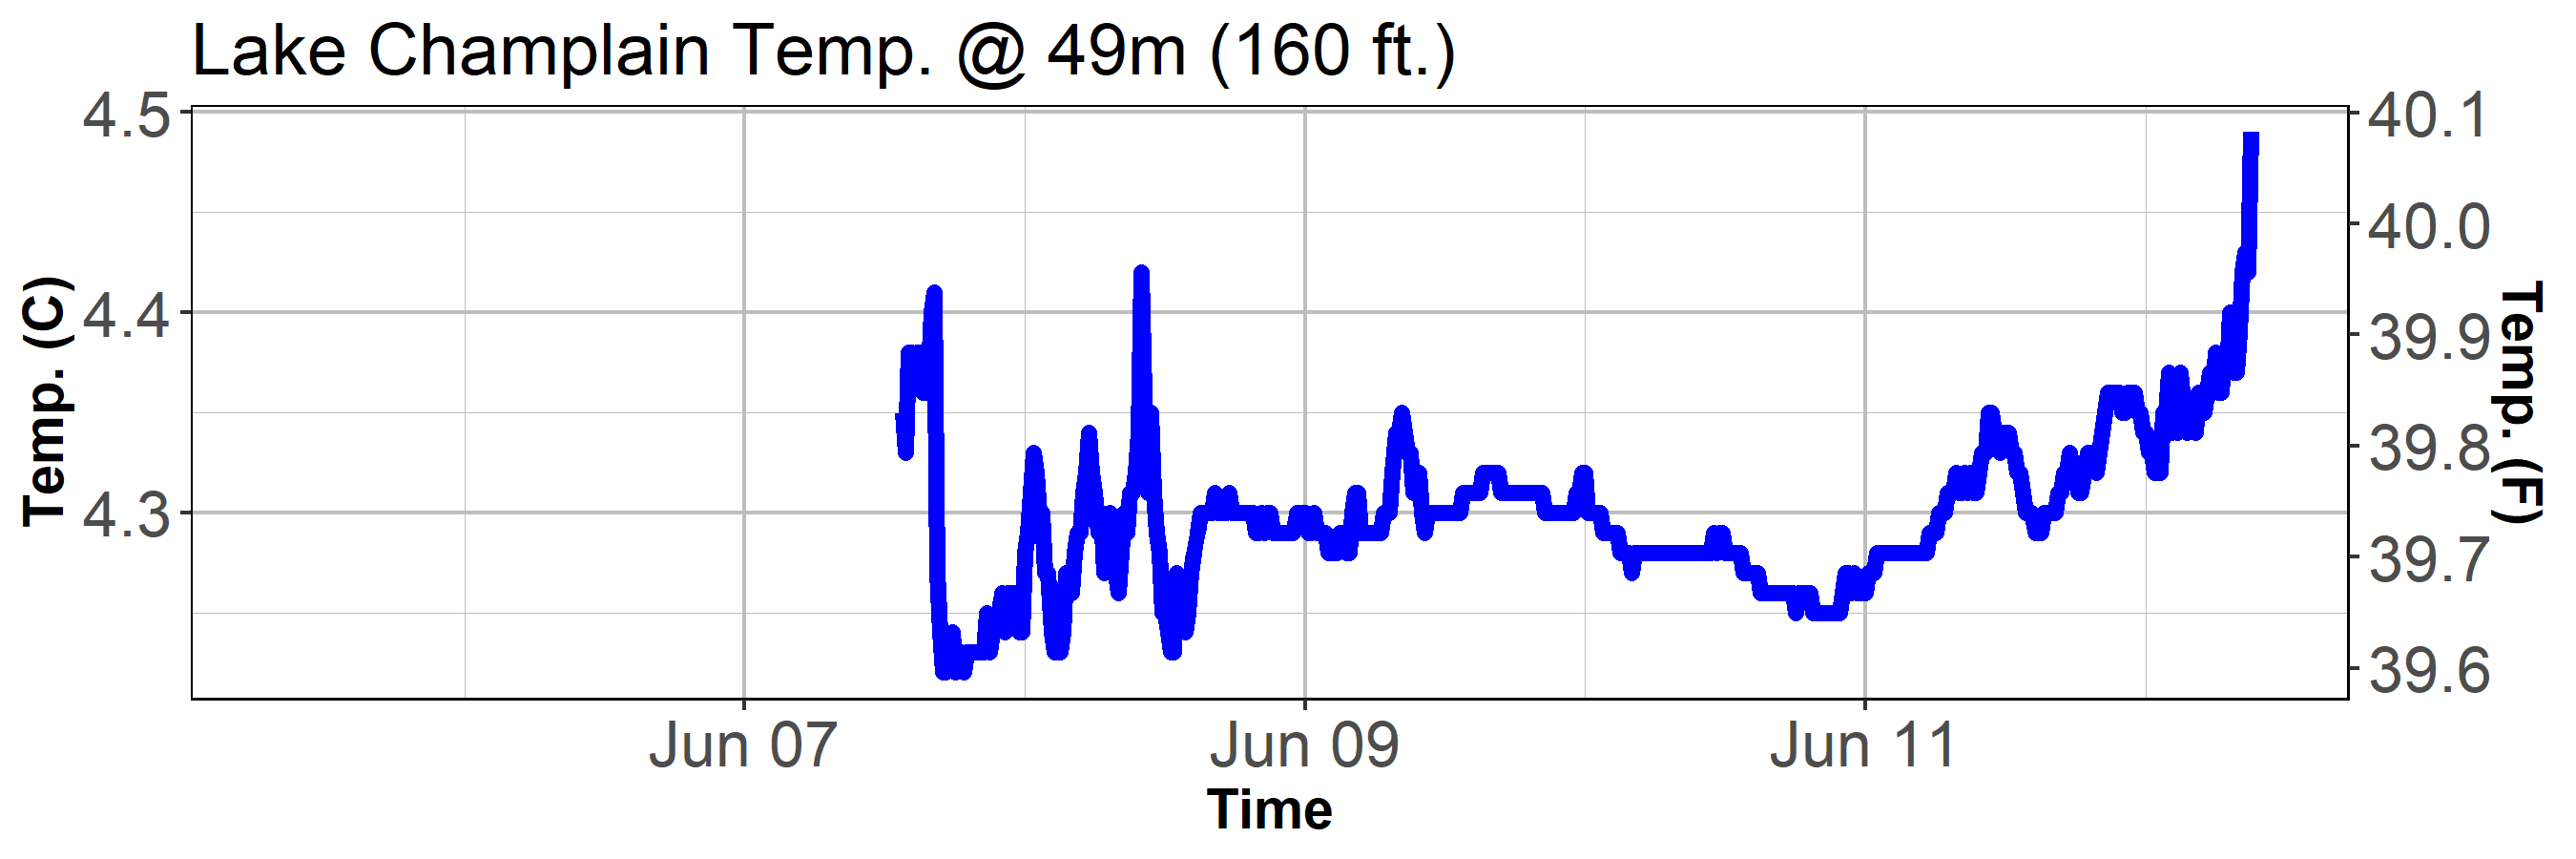 Lake Champlain Temp. @ 49m (160 ft.)
4.5
4.4
4.3
Temp. (C)
40.1
40.0
39.9
39.8
39.7
39.6
Temp. (F)
Jun 07
Jun 09
Jun 11
Time